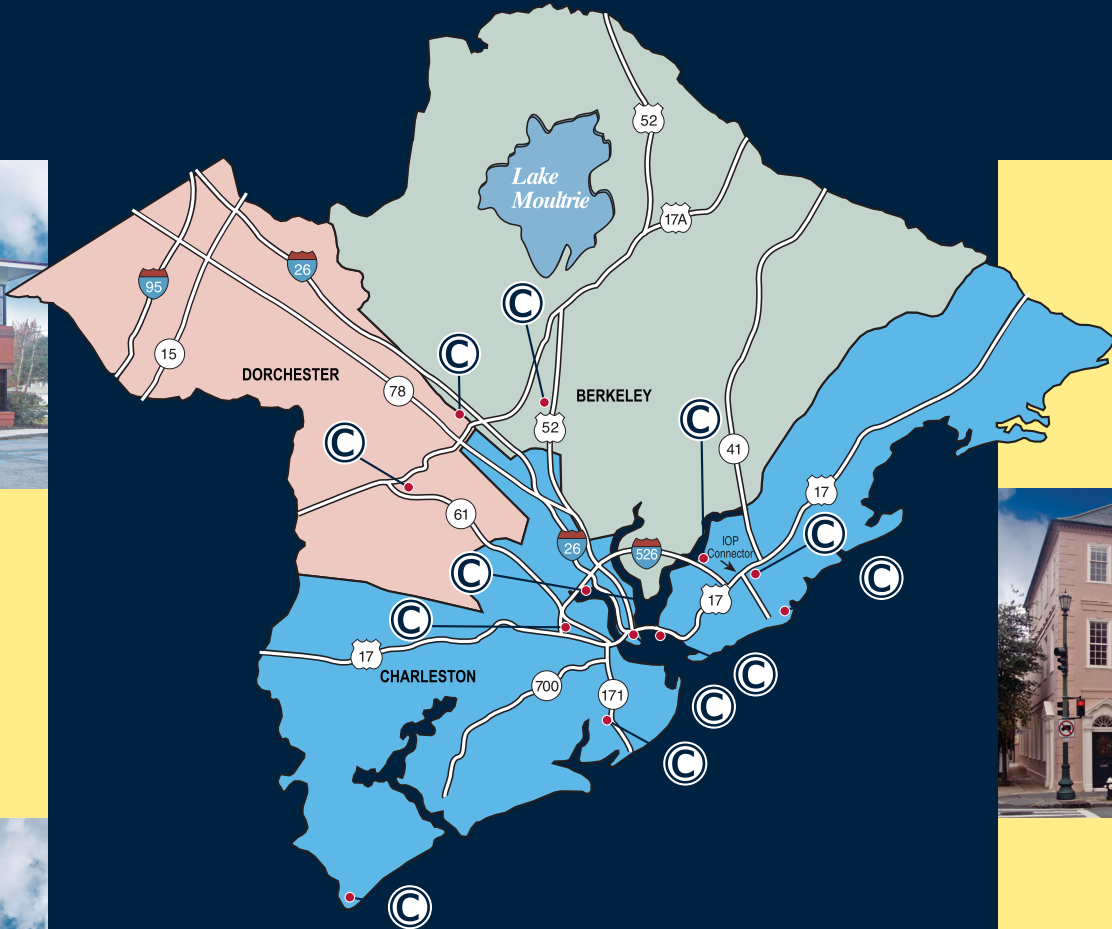 52
Lake
Moultrie
17A
26
95
C
C
15
DORCHESTER
78
BERKELEY
C
52
C
41
17
61
C
IOP
Connector
26
526
C
C
17
C
17
CHARLESTON
C
700
171
C
C
C